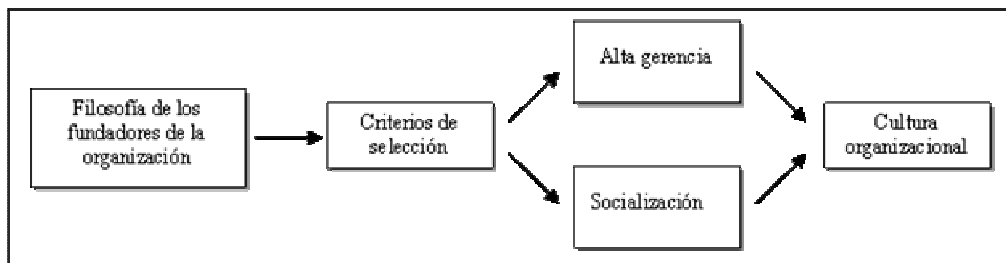 Filosofía de los
fundadores de la
organización
Criterios de
selección
Alta gerencia
Socialización
Cultura
organizacional